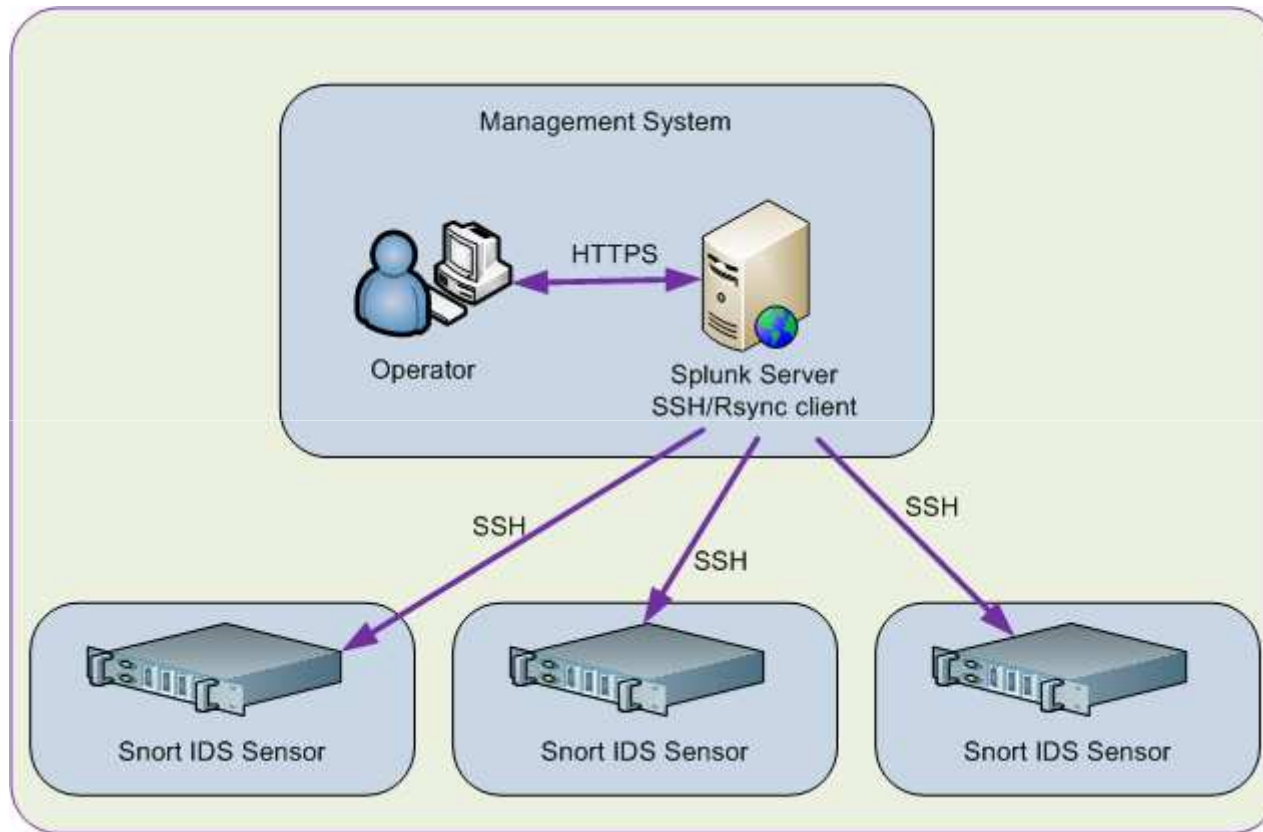 Management System
HTTPS
Operator
Splunk Server
SSH/Rsync client
SSH
SSH
SSH
Snort IDS Sensor
Snort IDS Sensor
Snort IDS Sensor